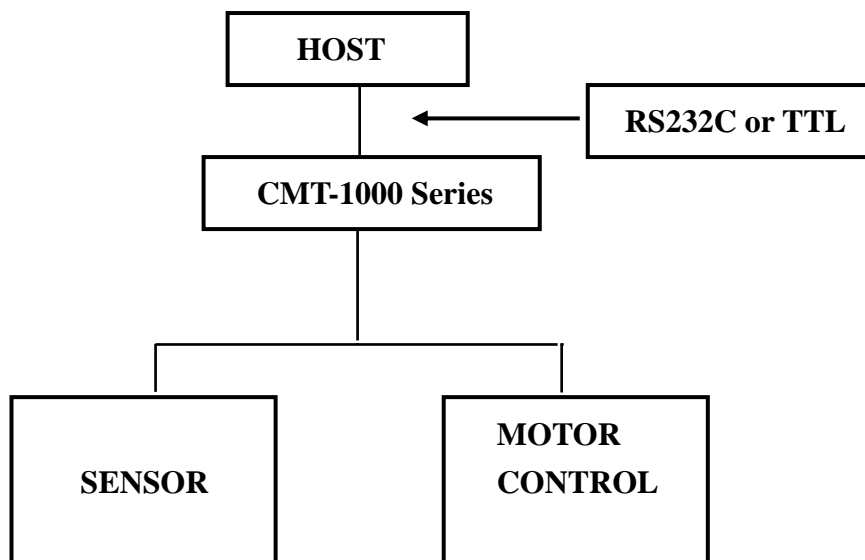 HOST
RS232C or TTL
CMT-1000 Series
SENSOR
MOTOR
CONTROL